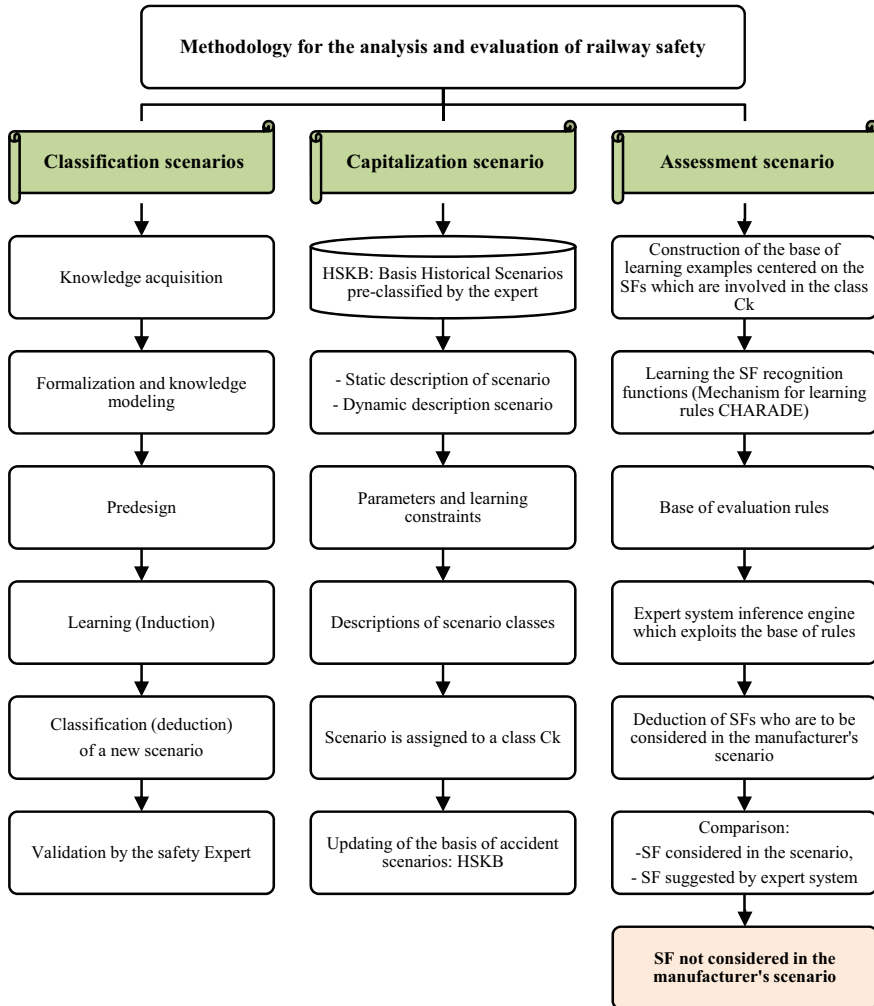 Methodology for the analysis and evaluation of railway safety
Classification scenarios
Knowledge acquisition
Formalization and knowledge
modeling
Predesign
Learning (Induction)
Classification (deduction)
of a new scenario
Validation by the safety Expert
Capitalization scenario
HSKB: Basis Historical Scenarios
pre-classified by the expert
- Static description of scenario
- Dynamic description scenario
Parameters and learning
constraints
Descriptions of scenario classes
Scenario is assigned to a class Ck
Updating of the basis of accident
scenarios: HSKB
Assessment scenario
Construction of the base of
learning examples centered on the
SFs which are involved in the class
Ck
Learning the SF recognition
functions (Mechanism for learning
rules CHARADE)
Base of evaluation rules
Expert system inference engine
which exploits the base of rules
Deduction of SFs who are to be
considered in the manufacturer's
scenario
Comparison:
-SF considered in the scenario,
- SF suggested by expert system
SF not considered in the
manufacturer's scenario